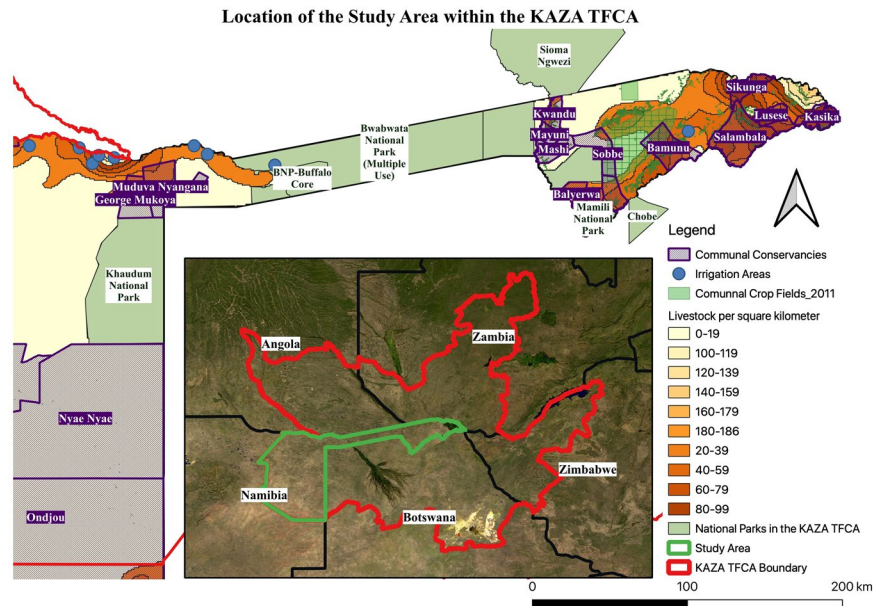 Location of the Study Area within the KAZA TFCA
Sioma
Ngwezi
Sikunga
Kwandu
Lusese
Kasika
Bwabwata
National
Park
(Multiple
Use)
Mayuni
Salambala
Mashi
Sobbe
Bamunu
BNP-Buffalo
Core
Muduva Nyangana
George Mukoya
Balyerwa
Mamili
National
Park
Chobe
Khaudum
National
Park
Nyae Nyae
Ondjou
Angola
Zambia
Zimbabwe
Namibia
Botswana
Legend
Communal Conservancies
Irrigation Areas
Comunnal Crop Fields_2011
Livestock per square kilometer
0-19
100-119
120-139
140-159
160-179
180-186
20-39
40-59
60-79
80-99
National Parks in the KAZA TFCA
Study Area
KAZA TFCA Boundary
0 100 200 km